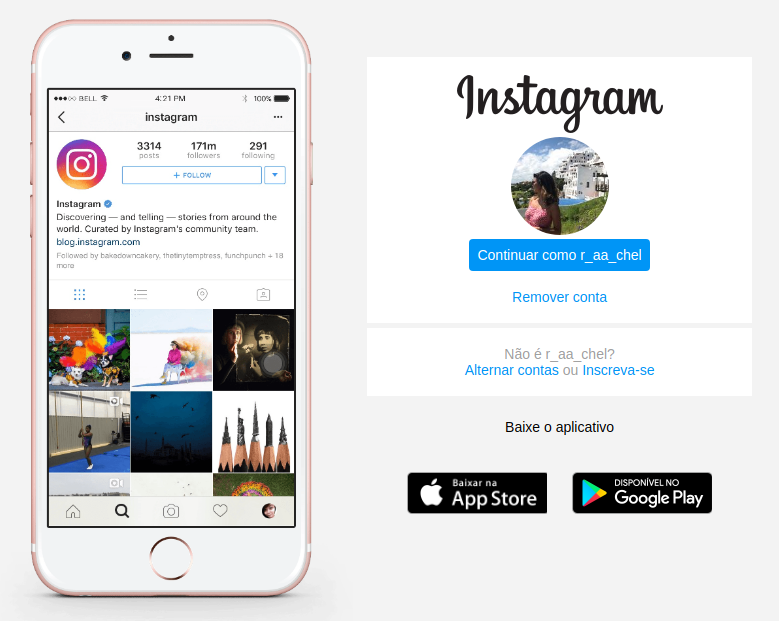 BELL 4:21 PM 100%
instagram
3314 171m 291
posts followers following
+ FOLLOW
Instagram
Discovering — and telling — stories from around the
world. Curated by Instagram's community team.
blog.instagram.com
Followed by bakedowncakery, thetinytemptress, funchpunch + 18
more
Instagram
Continuar como r_aa_chel
Remover conta
Não é r_aa_chel?
Alternar contas ou Inscreva-se
Baixe o aplicativo
Baixar na
App Store
DISPONÍVEL NO
Google Play